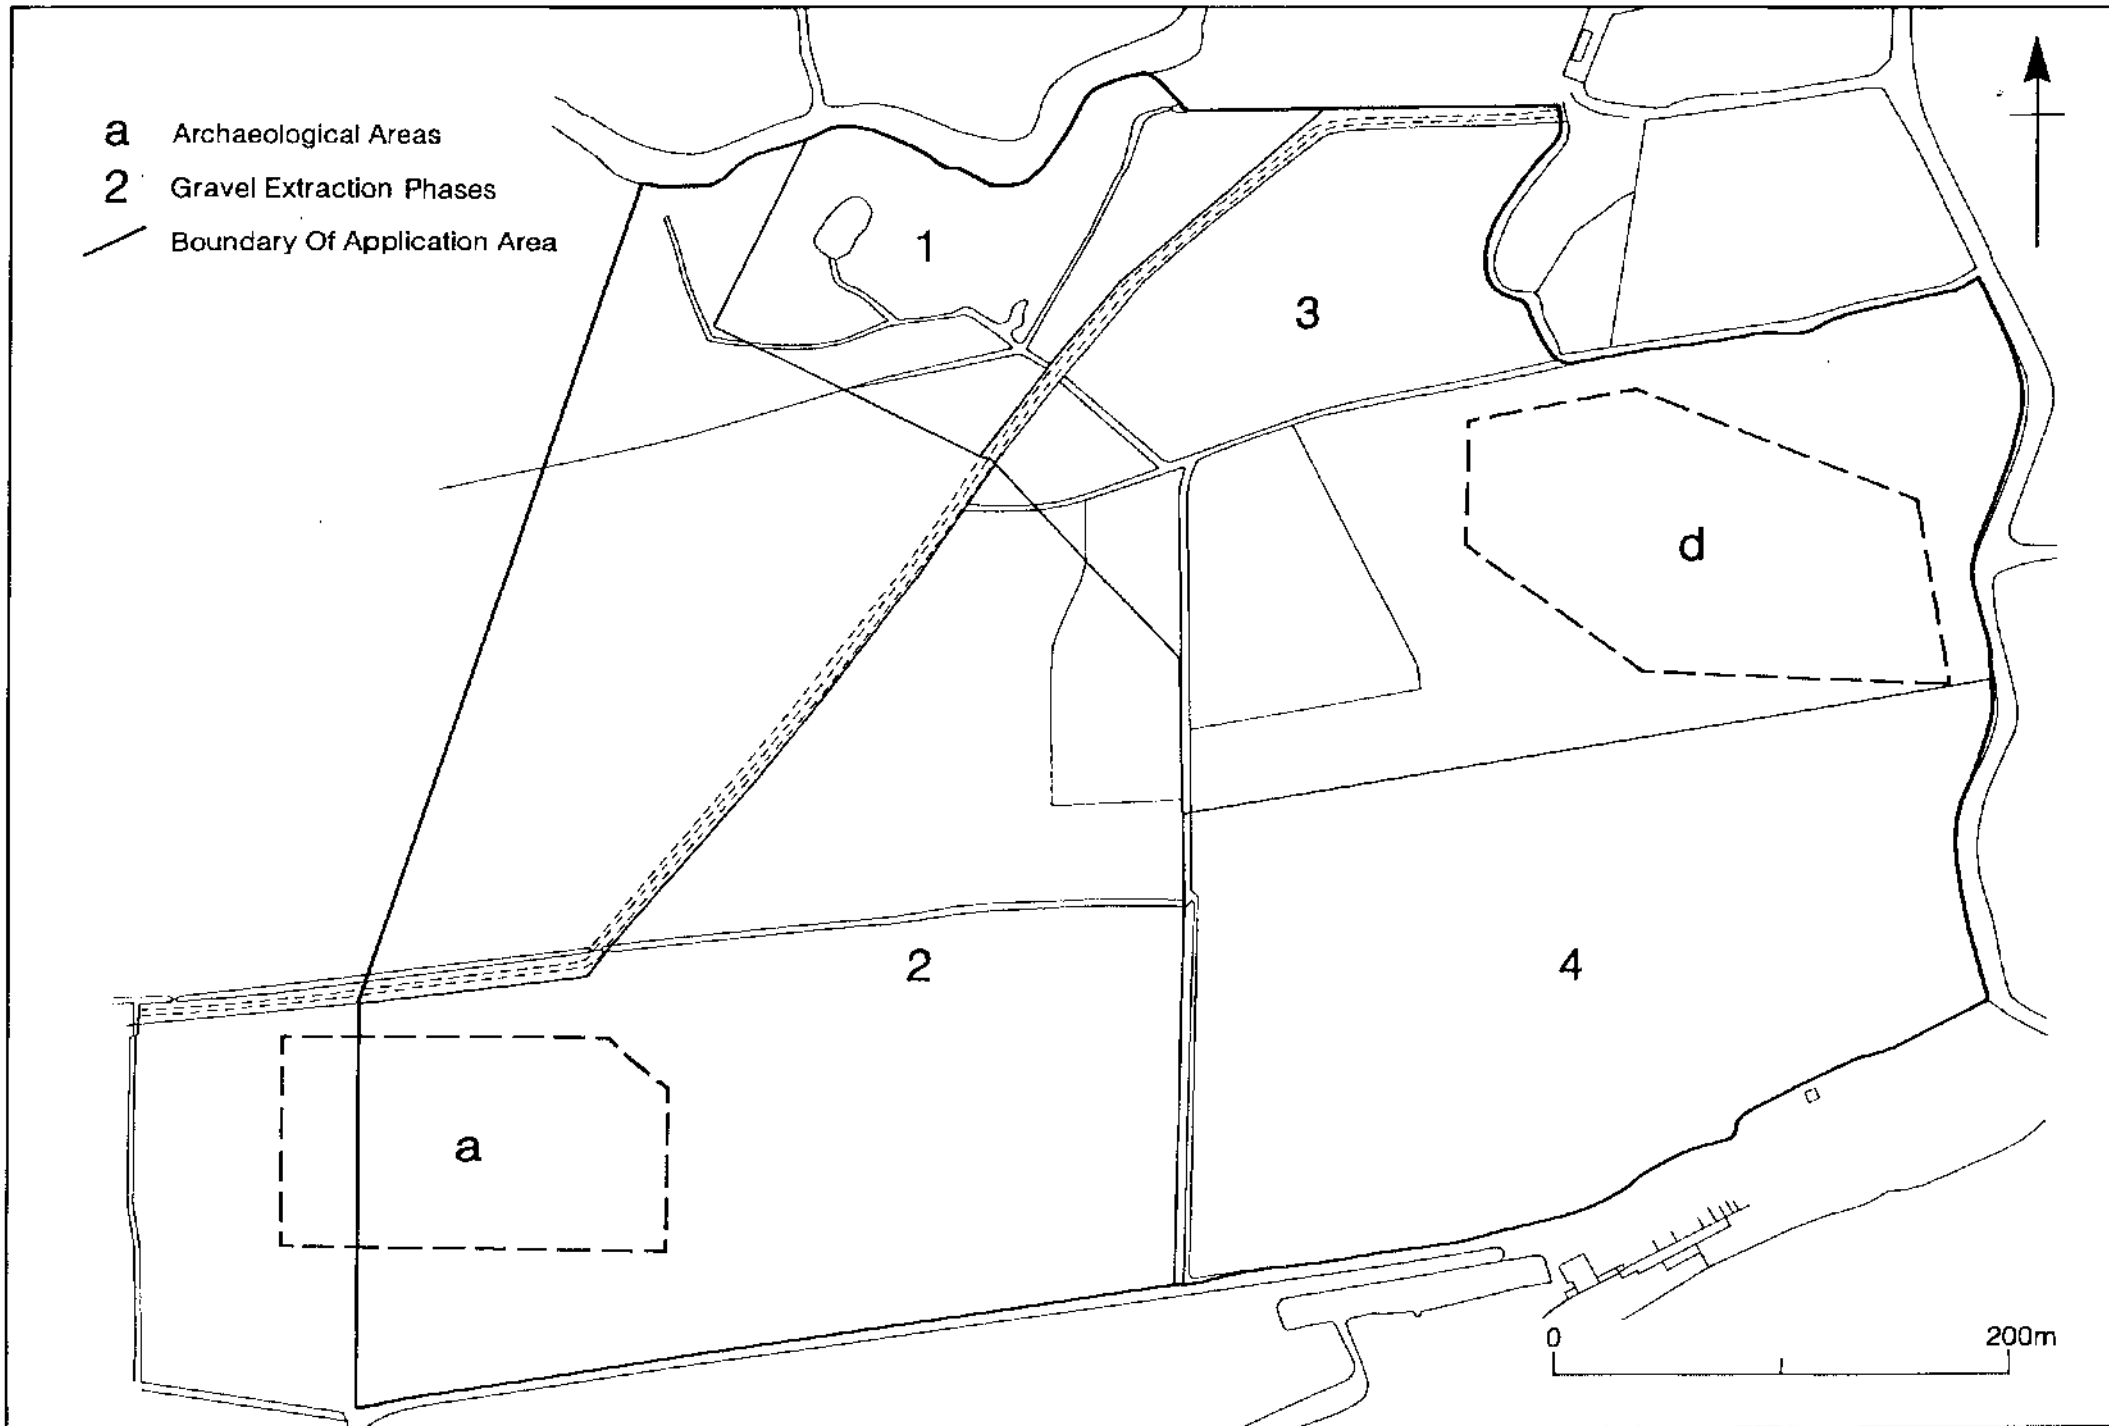 a Archaeological Areas
2 Gravel Extraction Phases
Boundary Of Application Area
1
3
d
2
4
a
0 200m